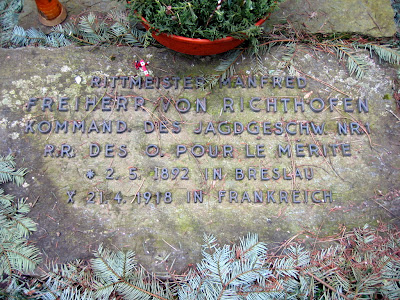 RITTMEISTER MANFRED
FREIHERR VON RICHTHOFEN
KOMMAND. DES JAGDGESCHW. NR. 1
R.R. DES O. POUR LE MÉRITE
* 2. 5. 1892 IN BRESLAU
X 21. 4. 1918 IN FRANKREICH